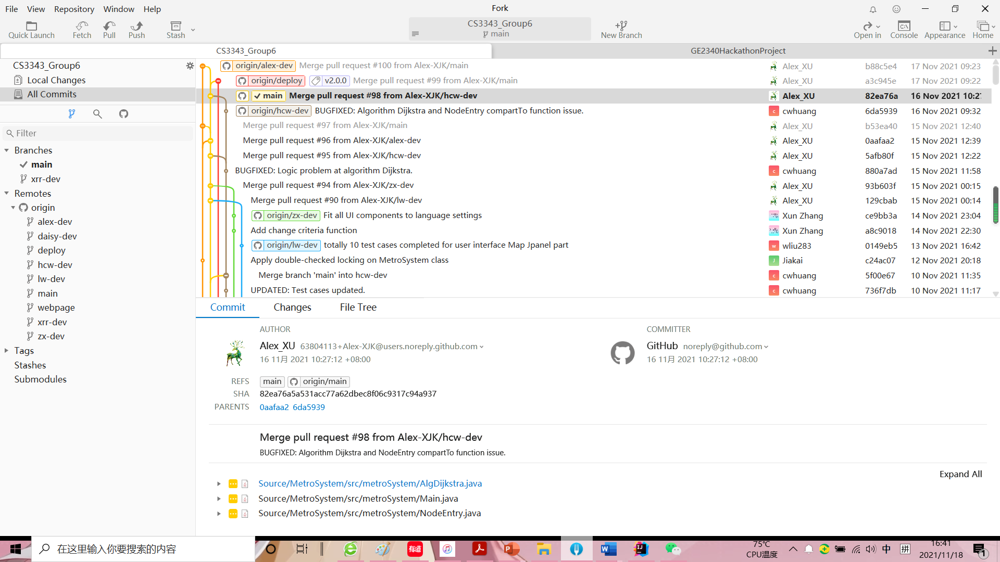 File View Repository Window Help
Fork
Quick Launch Fetch Pull Push Stash
CS3343_Group6
main
New Branch
Open in Console Appearance Home
CS3343_Group6
GE2340HackathonProject
CS3343_Group6
Local Changes
All Commits
Filter
Branches
main
xrr-dev
Remotes
origin
alex-dev
daisy-dev
deploy
hcw-dev
lw-dev
main
webpage
xrr-dev
zx-dev
Tags
Stashes
Submodules
origin/alex-dev Merge pull request #100 from Alex-XJK/main Alex_XU b88c5e4 17 Nov 2021 09:23
origin/deploy v2.0.0 Merge pull request #99 from Alex-XJK/main Alex_XU a3c945e 17 Nov 2021 09:22
main Merge pull request #98 from Alex-XJK/hcw-dev Alex_XU 82ea76a 16 Nov 2021 10:27
origin/hcw-dev BUGFIXED: Algorithm Dijkstra and NodeEntry compartTo function issue. cwhuang 6da5939 16 Nov 2021 09:32
Merge pull request #97 from Alex-XJK/main Alex_XU b53ea40 15 Nov 2021 12:40
Merge pull request #96 from Alex-XJK/alex-dev Alex_XU 0aafaa2 15 Nov 2021 12:39
Merge pull request #95 from Alex-XJK/hcw-dev Alex_XU 5afb80f 15 Nov 2021 12:22
BUGFIXED: Logic problem at algorithm Dijkstra. cwhuang 880a7ad 15 Nov 2021 11:58
Merge pull request #94 from Alex-XJK/zx-dev Alex_XU 93b603f 15 Nov 2021 00:15
Merge pull request #90 from Alex-XJK/lw-dev Alex_XU 129cbab 15 Nov 2021 00:14
origin/zx-dev Fit all UI components to language settings Xun Zhang ce9bb3a 14 Nov 2021 23:04
Add change criteria function Xun Zhang a8c9018 14 Nov 2021 22:30
origin/lw-dev totally 10 test cases completed for user interface Map Jpanel part wliu283 0149eb5 13 Nov 2021 16:42
Apply double-checked locking on MetroSystem class Jiakai c24ac07 12 Nov 2021 20:18
Merge branch 'main' into hcw-dev cwhuang 5f00e67 10 Nov 2021 11:35
UPDATED: Test cases updated. cwhuang 736f7db 10 Nov 2021 11:17
Commit Changes File Tree
AUTHOR
Alex_XU 63804113+Alex-XJK@users.noreply.github.com
16 11月 2021 10:27:12 +08:00
COMMITTER
GitHub noreply@github.com
16 11月 2021 10:27:12 +08:00
REFS main origin/main
SHA 82ea76a5a531acc77a62dbec8f06c9317c94a937
PARENTS 0aafaa2 6da5939
Merge pull request #98 from Alex-XJK/hcw-dev
BUGFIXED: Algorithm Dijkstra and NodeEntry compartTo function issue.
Expand All
Source/MetroSystem/src/metroSystem/AlgDijkstra.java
Source/MetroSystem/src/metroSystem/Main.java
Source/MetroSystem/src/metroSystem/NodeEntry.java
在这里输入你要搜索的内容
有道
75℃
CPU温度
中
拼
16:41
2021/11/18
1